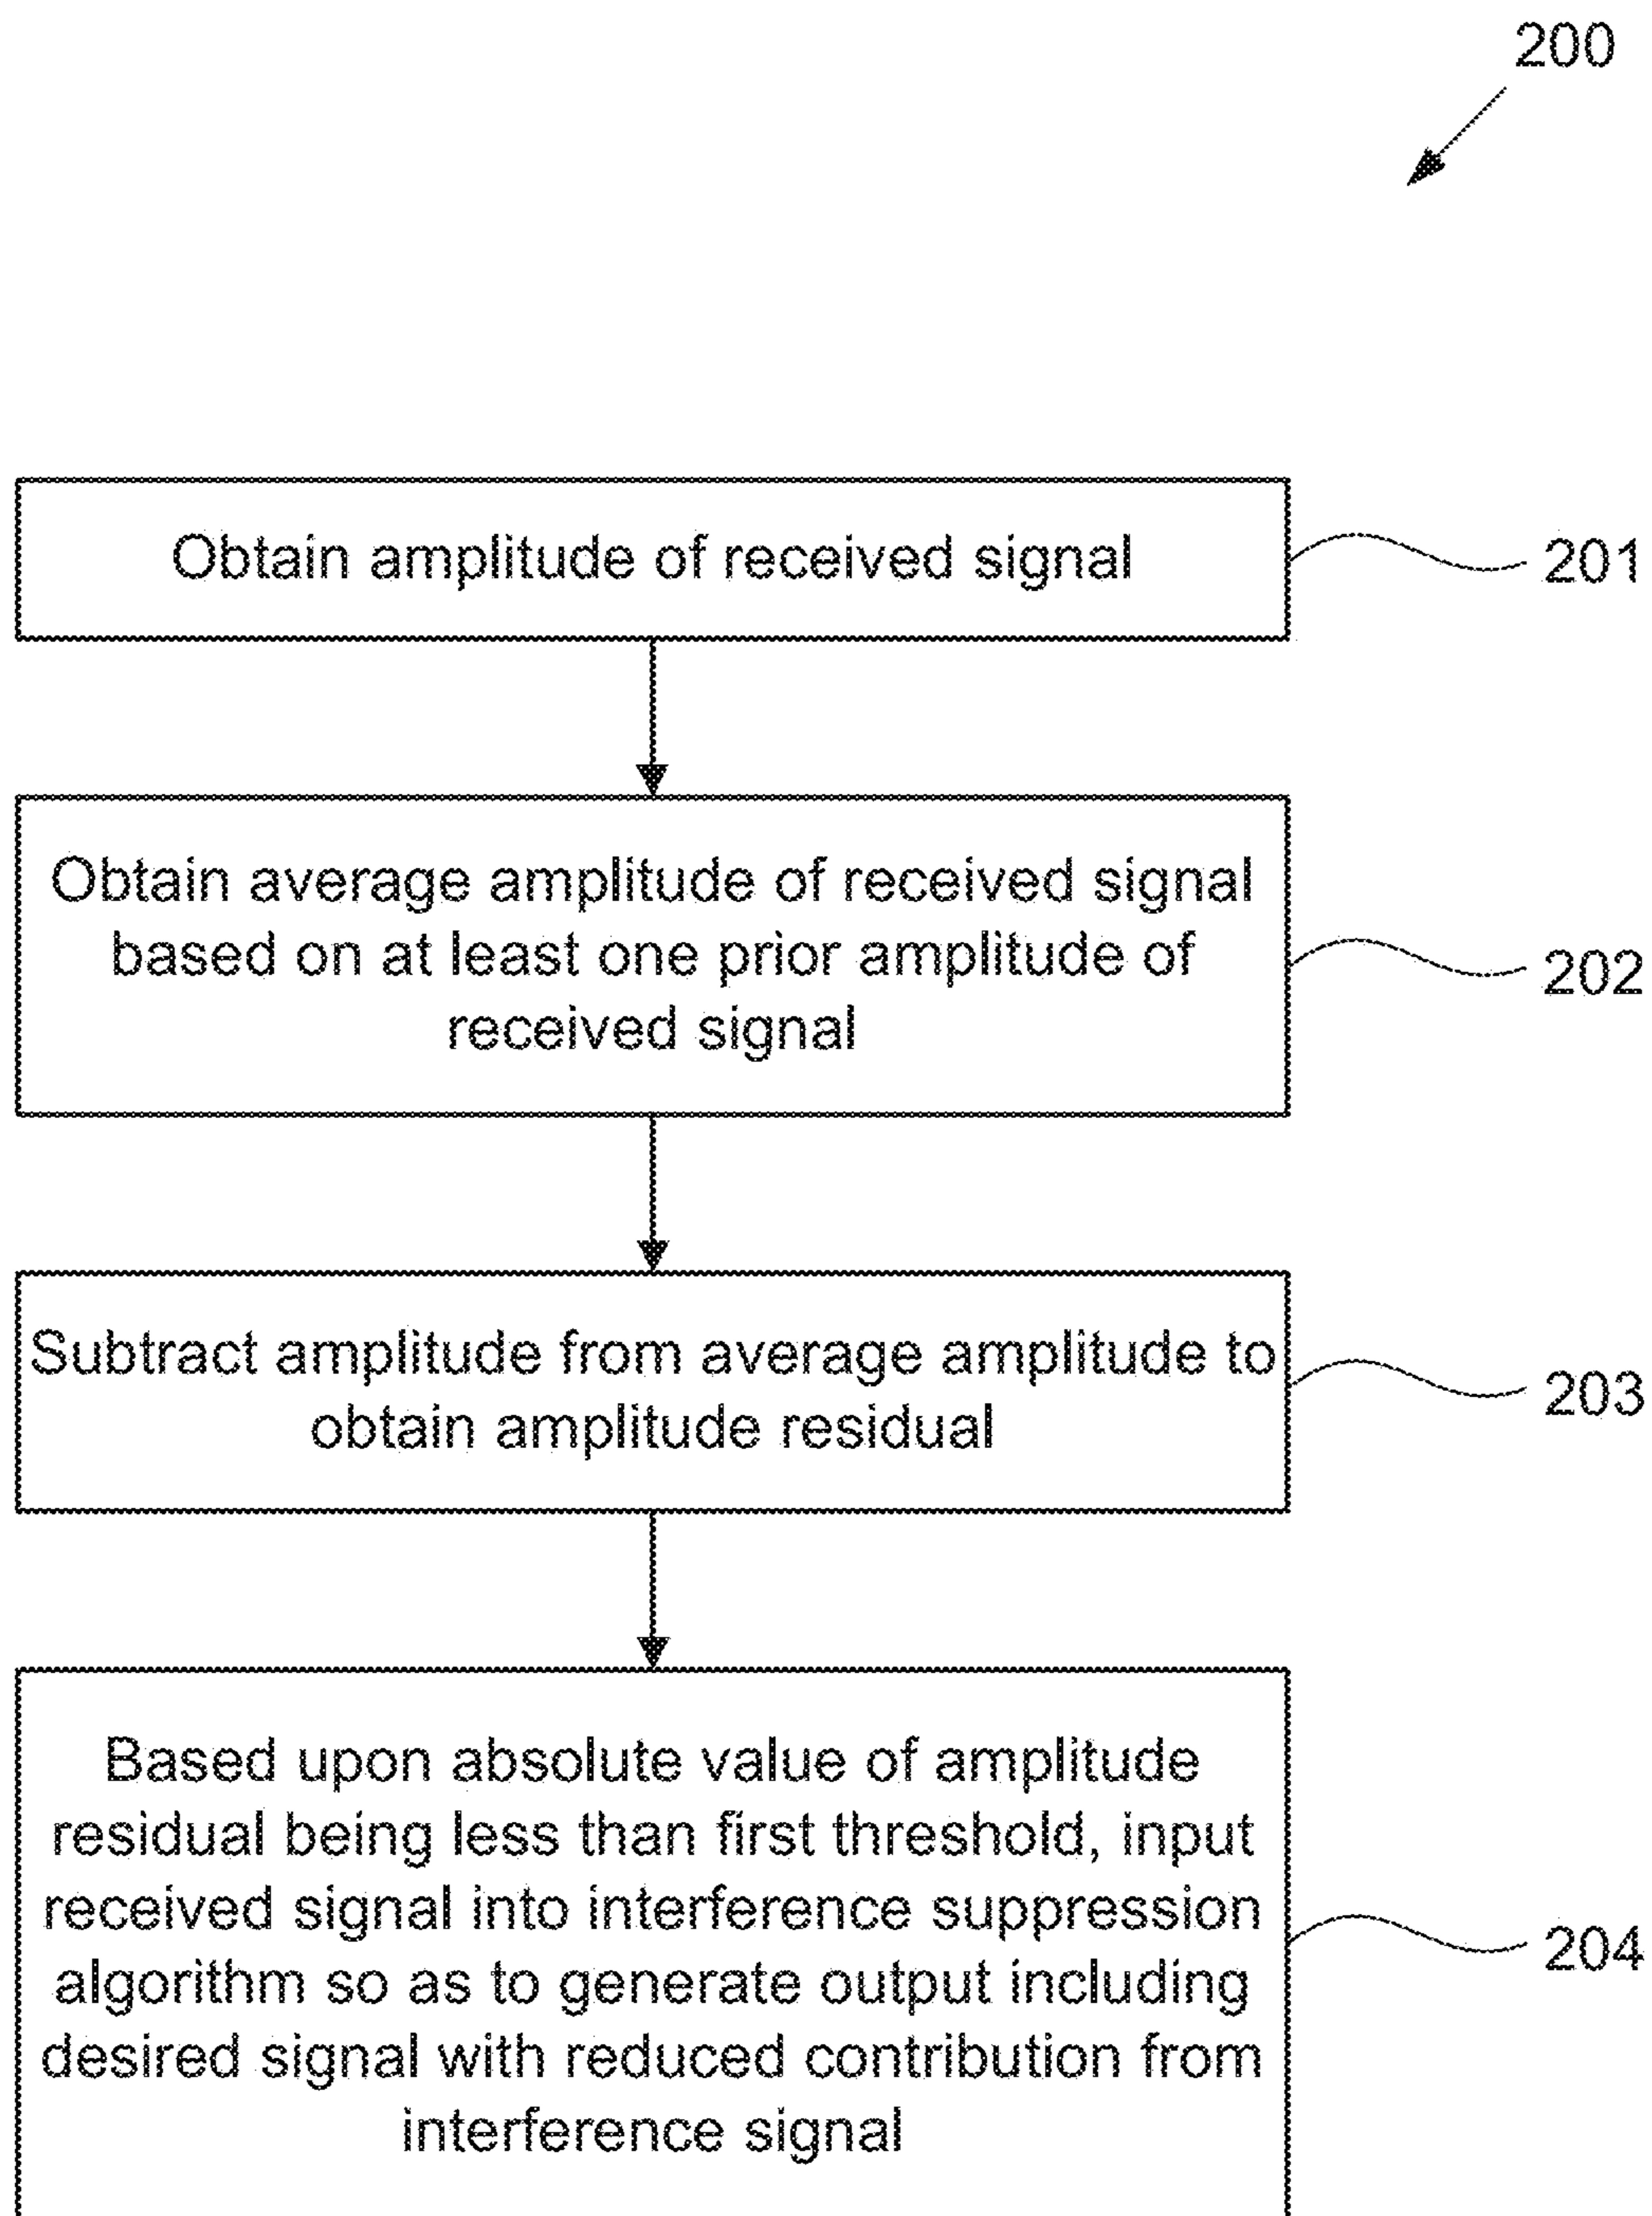 200
Obtain amplitude of received signal
201
Obtain average amplitude of received signal
based on at least one prior amplitude of
received signal
202
Subtract amplitude from average amplitude to
obtain amplitude residual
203
Based upon absolute value of amplitude
residual being less than first threshold, input
received signal into interference suppression
algorithm so as to generate output including
desired signal with reduced contribution from
interference signal
204